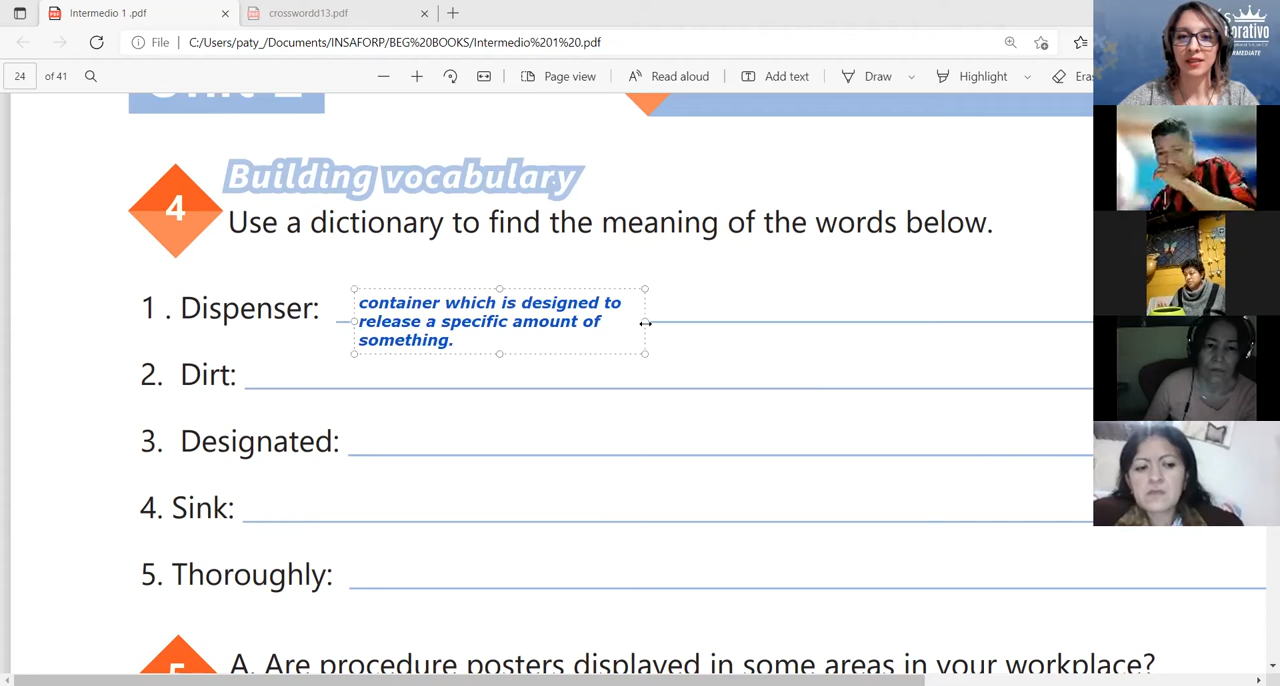 Intermedio 1 .pdf
crosswordd13.pdf
File
C:/Users/paty_/Documents/INSAFORP/BEG%20BOOKS/Intermedio%201%20.pdf
24 of 41
Page view
Read aloud
Add text
Draw
Highlight
Building vocabulary
4
Use a dictionary to find the meaning of the words below.
1 . Dispenser:
container which is designed to
release a specific amount of
something.
2. Dirt:
3. Designated:
4. Sink:
5. Thoroughly:
A. Are procedure posters displayed in some areas in your workplace?